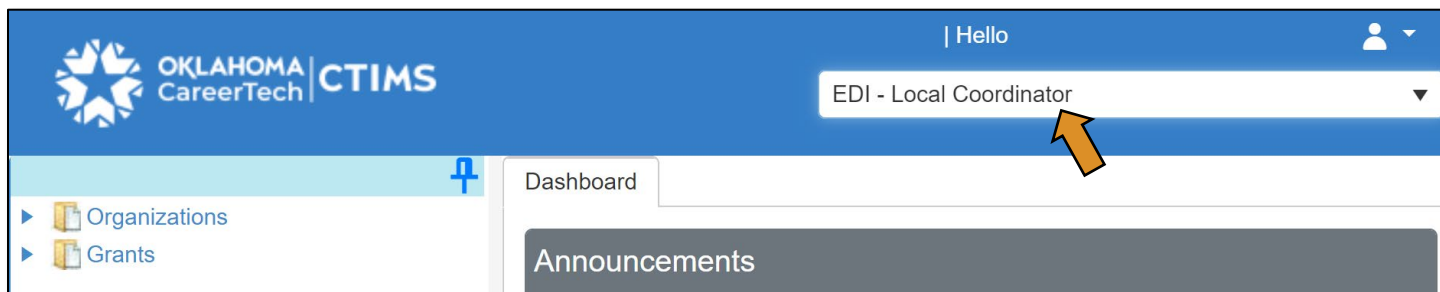 | Hello
OKLAHOMA
CareerTech | CTIMS
EDI - Local Coordinator
Dashboard
Organizations
Grants
Announcements